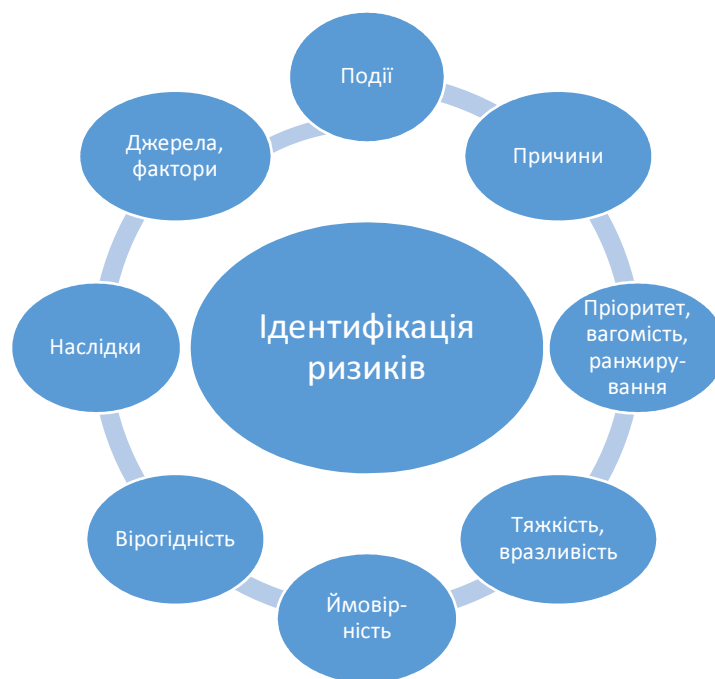 Події
Джерела,
фактори
Причини
Ідентифікація
ризиків
Наслідки
Пріоритет,
вагомість,
ранжиру-
вання
Вірогідність
Тяжкість,
вразливість
Ймовір-
ність